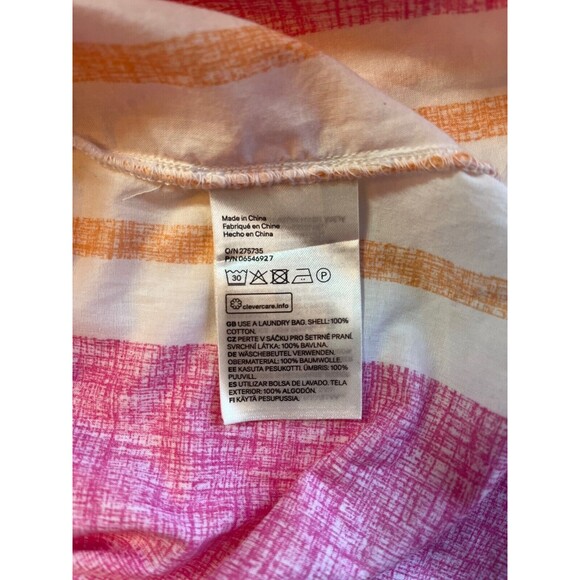 Made in China
Fabriqué en Chine
Hecho en China
O/N 275735
P/N 0654692 7
30
P
clevercare.info
GB USE A LAUNDRY BAG. SHELL: 100%
COTTON.
CZ PERTE V SÁČKU PRO ŠETRNÉ PRANÍ.
SVRCHNÍ LÁTKA: 100% BAVLNA.
DE WÄSCHEBEUTEL VERWENDEN.
OBERMATERIAL: 100% BAUMWOLLE.
EE KASUTA PESUKOTTI. ÜMBRIS: 100%
PUUVILL.
ES UTILIZAR BOLSA DE LAVADO. TELA
EXTERIOR: 100% ALGODÓN.
FI KÄYTÄ PESUPUSSIA.